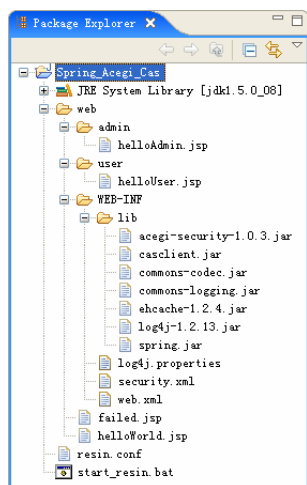 Package Explorer
Spring_Acegi_Cas
JRE System Library [jdk1.5.0_08]
web
admin
helloAdmin.jsp
user
helloUser.jsp
WEB-INF
lib
acegi-security-1.0.3.jar
casclient.jar
commons-codec.jar
commons-logging.jar
ehcache-1.2.4.jar
log4j-1.2.13.jar
spring.jar
log4j.properties
security.xml
web.xml
failed.jsp
helloWorld.jsp
resin.conf
start_resin.bat